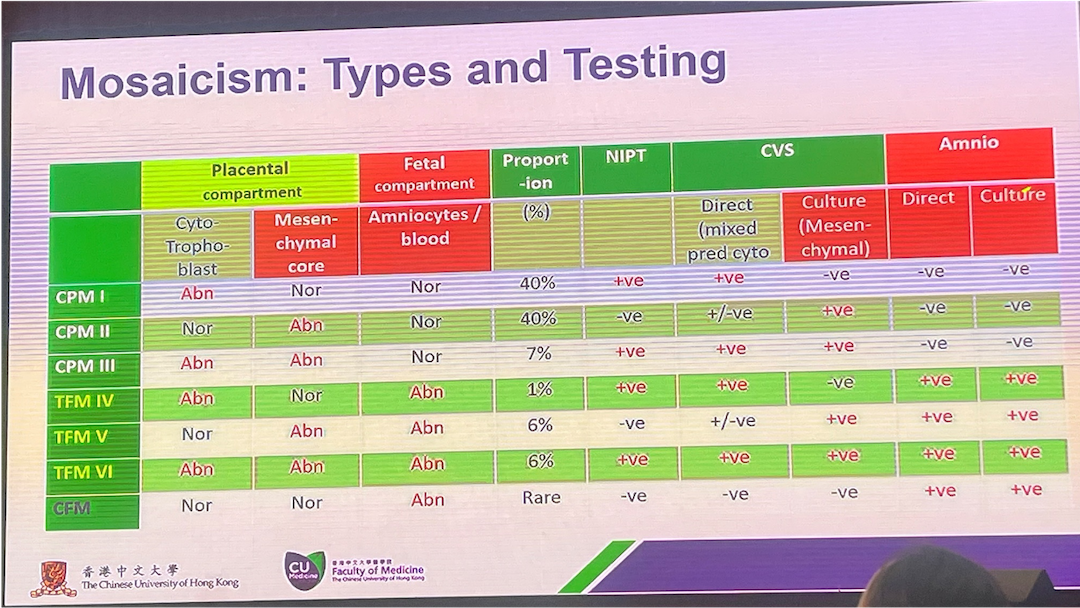 Mosaicism: Types and Testing
Placental compartment | Fetal compartment | Proport-ion | NIPT | CVS | Amnio
Cyto-Tropho-blast | Mesen-chymal core | Amniocytes / blood | (%) | Direct (mixed pred cyto | Culture (Mesen-chymal) | Direct | Culture
CPM I | Abn | Nor | Nor | 40% | +ve | +ve | -ve | -ve | -ve
CPM II | Nor | Abn | Nor | 40% | -ve | +/-ve | +ve | -ve | -ve
CPM III | Abn | Abn | Nor | 7% | +ve | +ve | +ve | -ve | -ve
TFM IV | Abn | Nor | Abn | 1% | +ve | +ve | -ve | +ve | +ve
TFM V | Nor | Abn | Abn | 6% | -ve | +/-ve | +ve | +ve | +ve
TFM VI | Abn | Abn | Abn | 6% | +ve | +ve | +ve | +ve | +ve
CFM | Nor | Nor | Abn | Rare | -ve | -ve | -ve | +ve | +ve
香港中文大學
The Chinese University of Hong Kong
CU
Medicine
香港中文大學醫學院
Faculty of Medicine
The Chinese University of Hong Kong